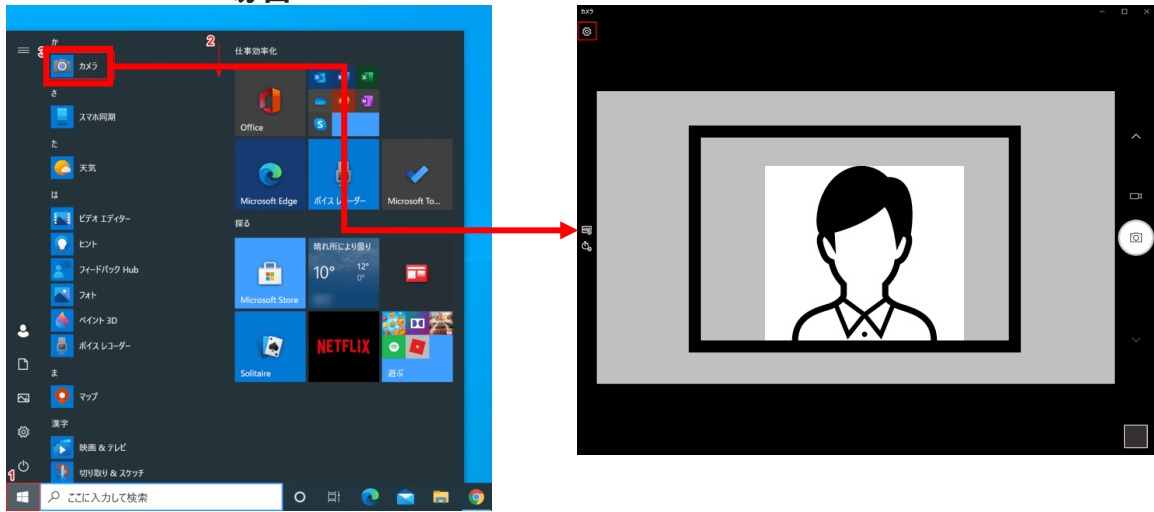 カメラ
3
か
カメラ
さ
スマホ同期
た
天気
は
ビデオ エディター
ヒント
フィードバック Hub
フォト
ペイント 3D
ボイス レコーダー
ま
マップ
漢字
映画 & テレビ
切り取り & スケッチ
2
仕事効率化
Office
Microsoft Edge
ボイス レコーダー
Microsoft To...
探る
Microsoft Store
晴れ所により曇り
10°
12°
0°
Solitaire
NETFLIX
遊ぶ
1
ここに入力して検索